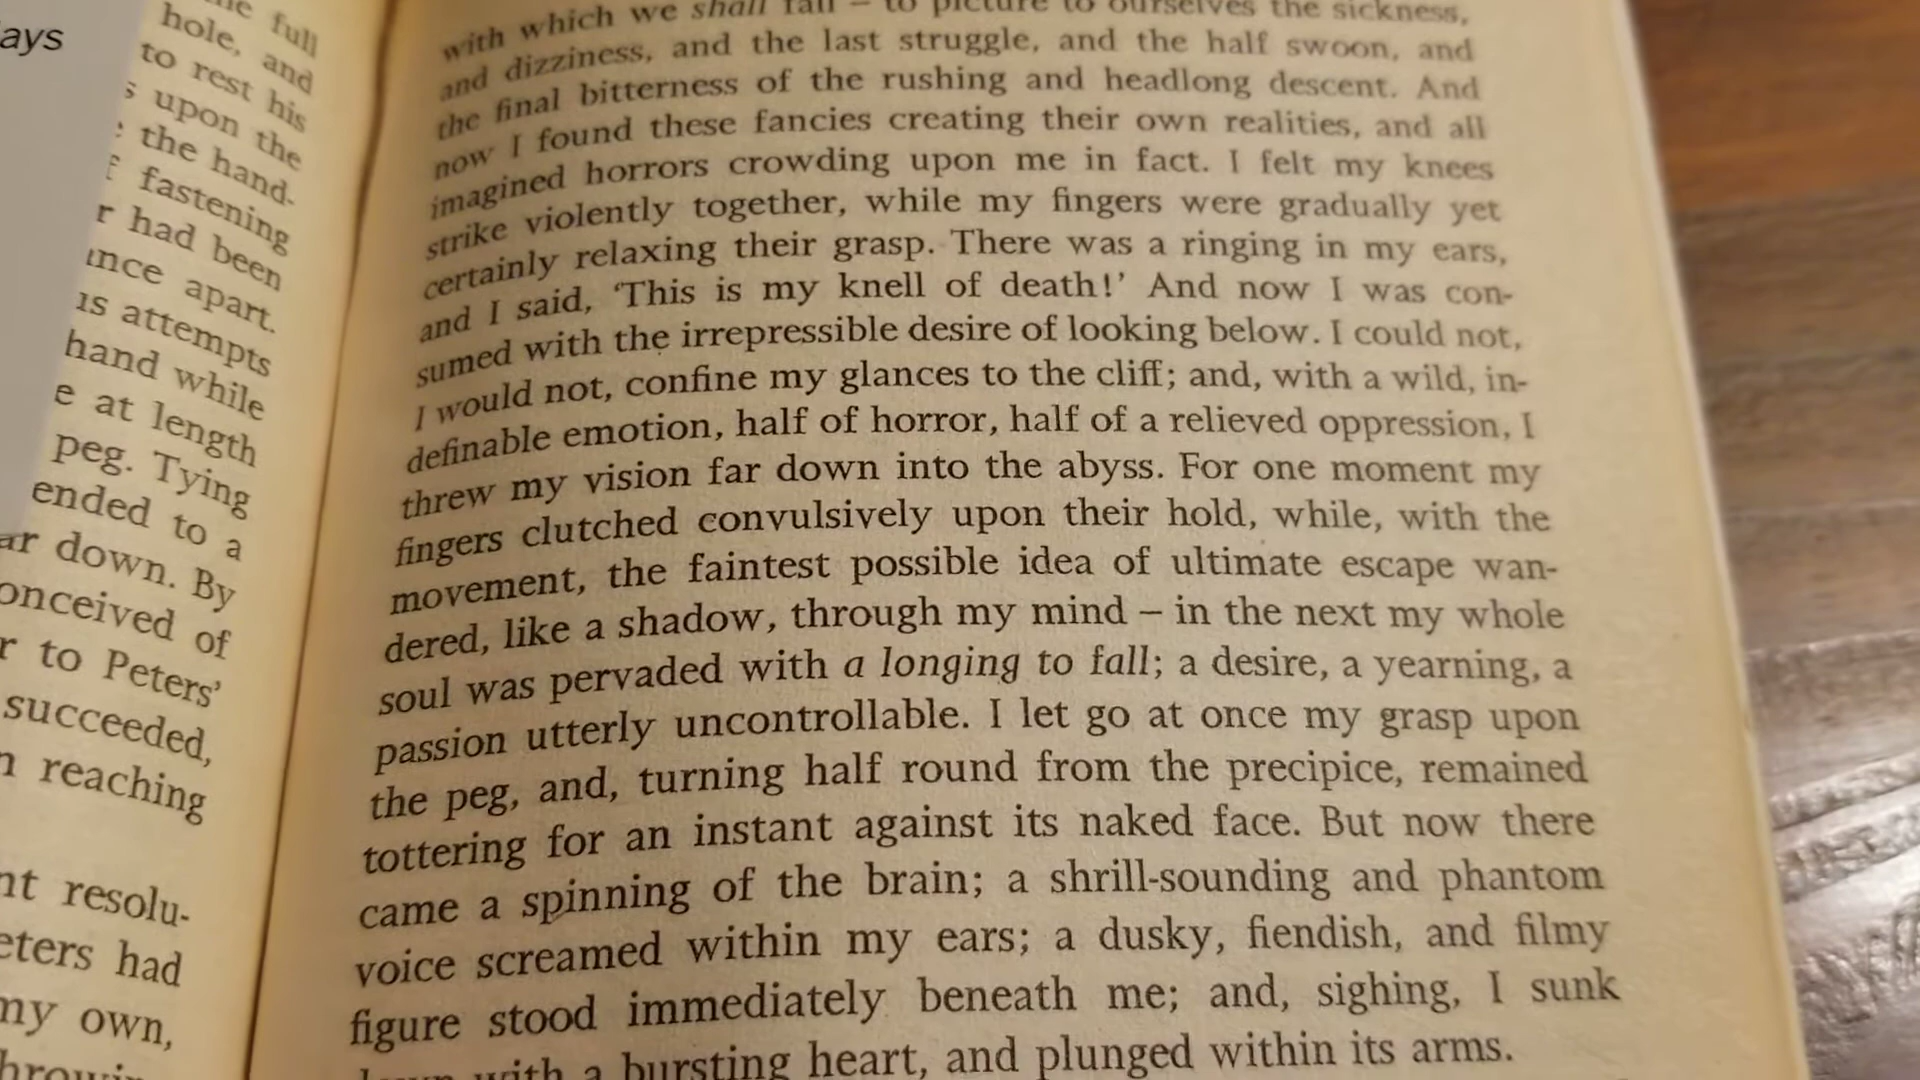 ays
full
hole, and
to rest his
upon the
the hand-
fastening
had been
apart.
attempts
hand while
at length
peg. Tying
ended to a
down. By
onceived of
to Peters'
succeeded,
reaching
resolu-
had
my own,
with which we shall fall – to picture to ourselves the sickness,
and dizziness, and the last struggle, and the half swoon, and
the final bitterness of the rushing and headlong descent. And
now I found these fancies creating their own realities, and all
imagined horrors crowding upon me in fact. I felt my knees
strike violently together, while my fingers were gradually yet
certainly relaxing their grasp. There was a ringing in my ears,
and I said, 'This is my knell of death!' And now I was con-
sumed with the irrepressible desire of looking below. I could not,
I would not, confine my glances to the cliff; and, with a wild, in-
definable emotion, half of horror, half of a relieved oppression, I
threw my vision far down into the abyss. For one moment my
fingers clutched convulsively upon their hold, while, with the
movement, the faintest possible idea of ultimate escape wan-
dered, like a shadow, through my mind – in the next my whole
soul was pervaded with a longing to fall; a desire, a yearning, a
passion utterly uncontrollable. I let go at once my grasp upon
the peg, and, turning half round from the precipice, remained
tottering for an instant against its naked face. But now there
came a spinning of the brain; a shrill-sounding and phantom
voice screamed within my ears; a dusky, fiendish, and filmy
figure stood immediately beneath me; and, sighing, I sunk
down with a bursting heart, and plunged within its arms.